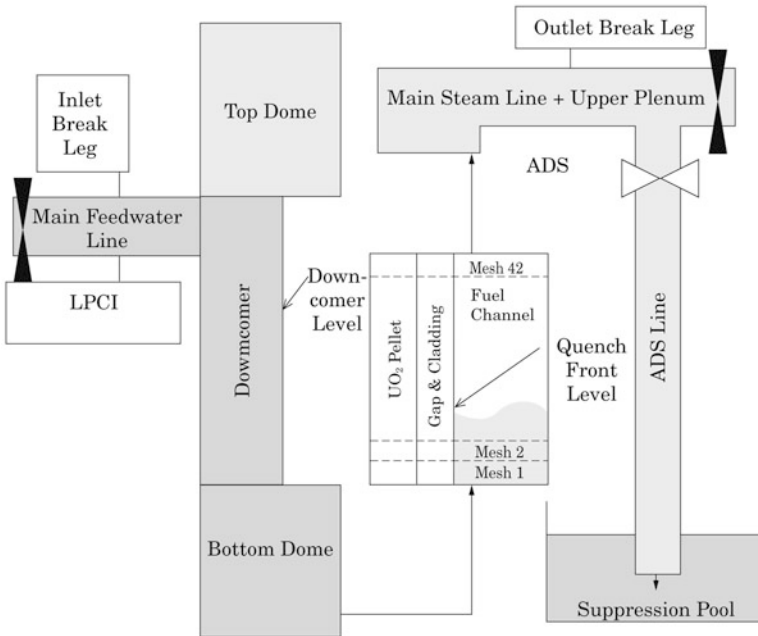 Outlet Break Leg
Inlet
Break
Leg
Top Dome
Main Steam Line + Upper Plenum
ADS
Main Feedwater
Line
LPCI
Down-
comer
Level
Dowmcomer
UO₂ Pellet
Gap & Cladding
Mesh 42
Fuel
Channel
Mesh 2
Mesh 1
Quench
Front
Level
ADS Line
Bottom Dome
Suppression Pool